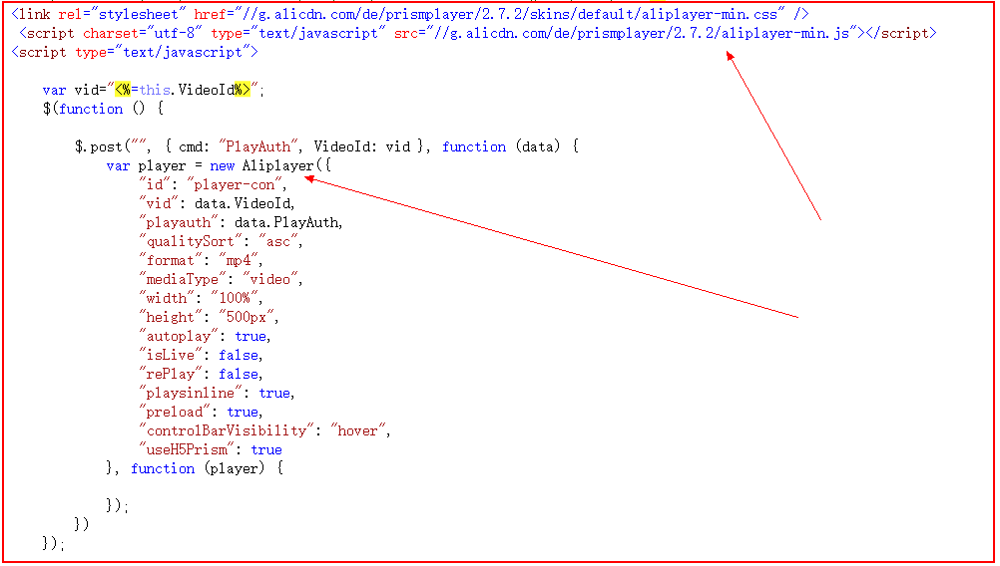 <link rel="stylesheet" href="//g.alicdn.com/de/prismplayer/2.7.2/skins/default/aliplayer-min.css" />
<script charset="utf-8" type="text/javascript" src="//g.alicdn.com/de/prismplayer/2.7.2/aliplayer-min.js"></script>
<script type="text/javascript">
var vid="<%=this.VideoId%>";
$(function () {
$.post("", { cmd: "PlayAuth", VideoId: vid }, function (data) {
var player = new Aliplayer({
"id": "player-con",
"vid": data.VideoId,
"playauth": data.PlayAuth,
"qualitySort": "asc",
"format": "mp4",
"mediaType": "video",
"width": "100%",
"height": "500px",
"autoplay": true,
"isLive": false,
"rePlay": false,
"playsinline": true,
"preload": true,
"controlBarVisibility": "hover",
"useH5Prism": true
}, function (player) {
});
})
});